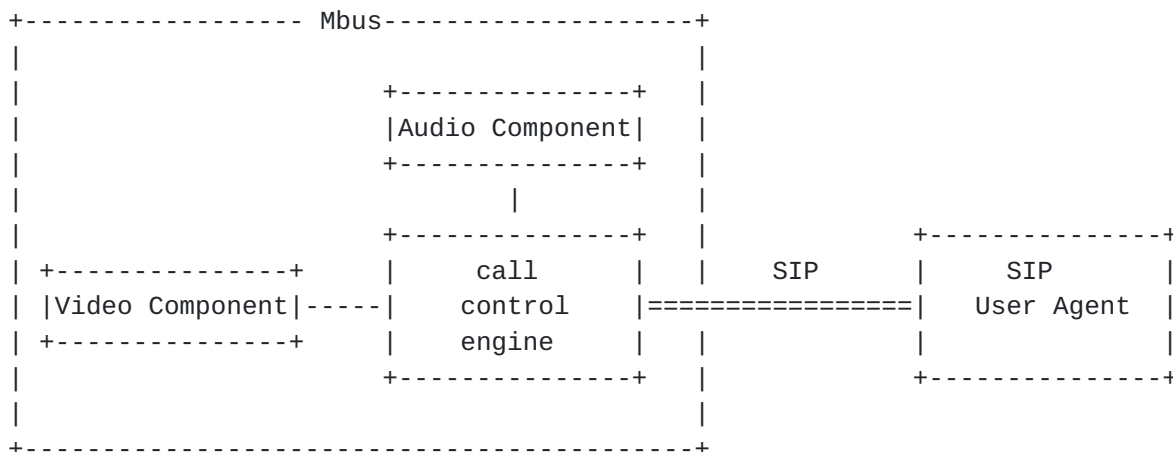 Mbus
Audio Component
call
SIP
SIP
Video Component
control
User Agent
engine